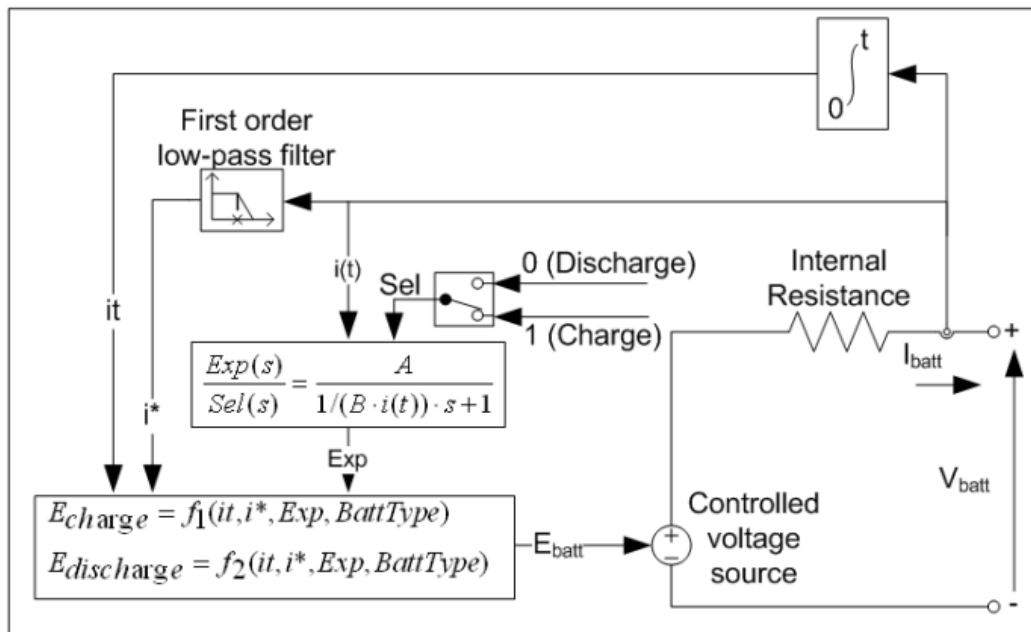 t
0
First order
low-pass filter
i(t)
Sel
0 (Discharge)
1 (Charge)
Internal
Resistance
+
I_batt
it
i*
Exp(s)/Sel(s) = A/(1/(B·i(t))·s+1)
Exp
V_batt
E_charge = f_1(it,i*,Exp,BattType)
E_discharge = f_2(it,i*,Exp,BattType)
E_batt
+
−
Controlled
voltage
source
-